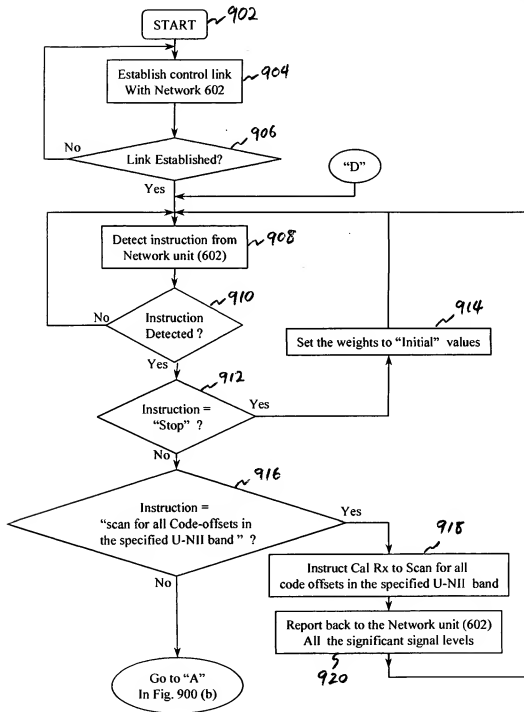 START
902
Establish control link
With Network 602
904
906
No
Link Established?
"D"
Yes
Detect instruction from
Network unit (602)
908
910
No
Instruction
Detected ?
914
Set the weights to "Initial" values
Yes
912
Instruction =
"Stop" ?
Yes
No
916
Instruction =
"scan for all Code-offsets in
the specified U-NII band " ?
Yes
918
Instruct Cal Rx to Scan for all
code offsets in the specified U-NII band
No
Report back to the Network unit (602)
All the significant signal levels
920
Go to "A"
In Fig. 900 (b)